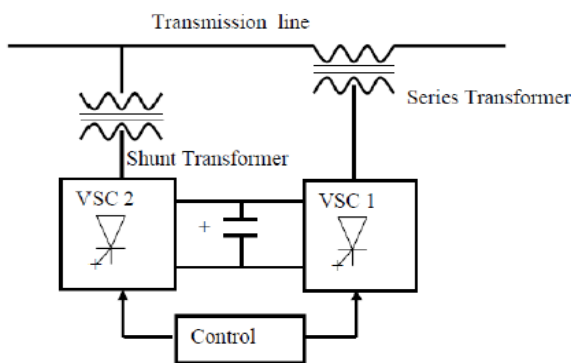 Transmission line
Series Transformer
Shunt Transformer
VSC 2
VSC 1
+
Control